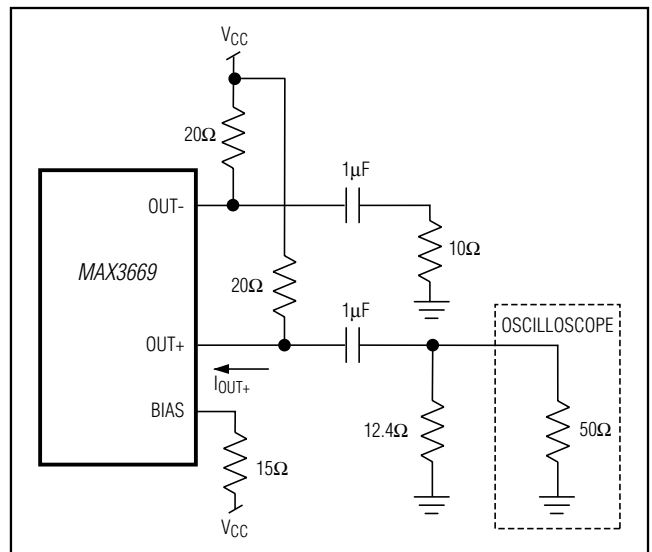 VCC
20Ω
1μF
OUT-
10Ω
MAX3669
20Ω
1μF
OSCILLOSCOPE
OUT+
IOUT+
BIAS
12.4Ω
50Ω
15Ω
VCC